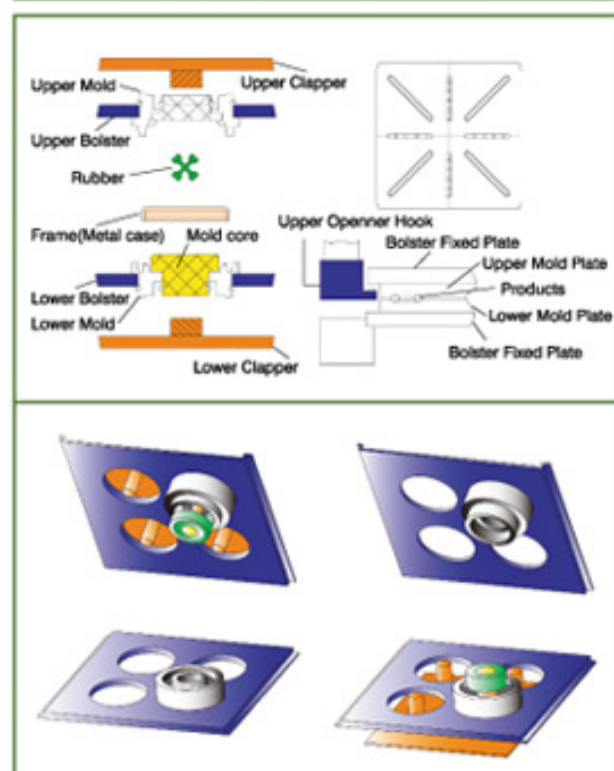 Upper Mold
Upper Clapper
Upper Bolster
Rubber
Frame(Metal case)
Mold core
Lower Bolster
Lower Mold
Lower Clapper
Upper Openner Hook
Bolster Fixed Plate
Upper Mold Plate
Products
Lower Mold Plate
Bolster Fixed Plate